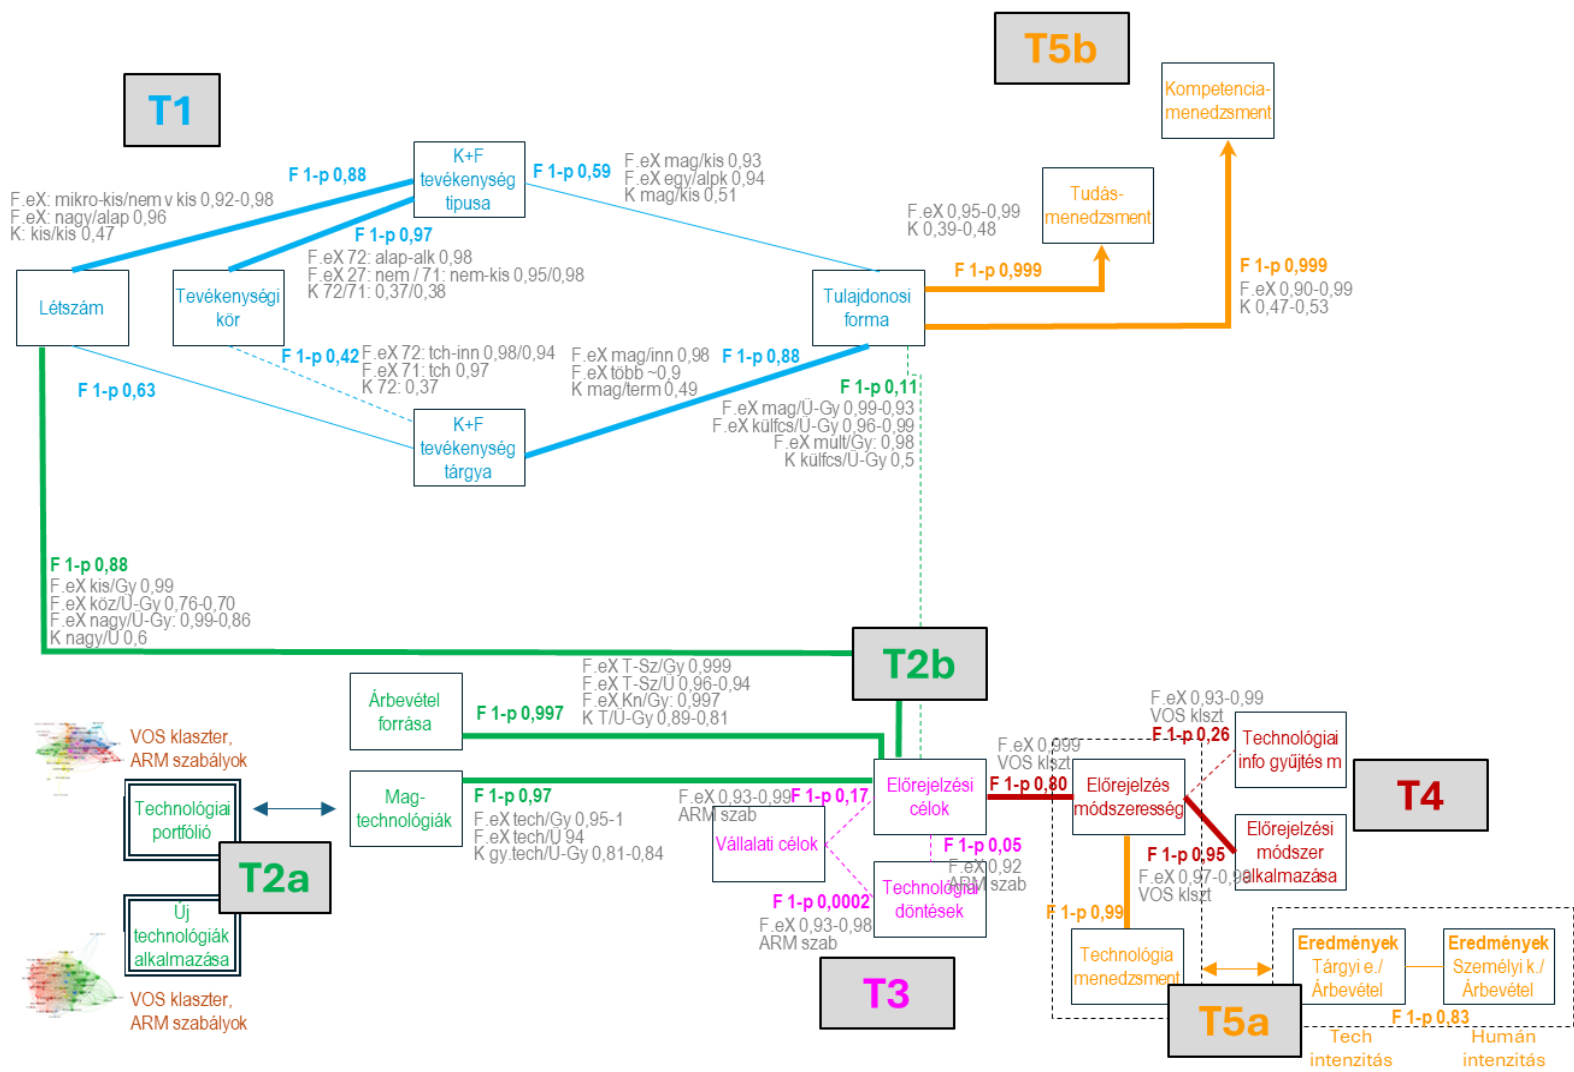 T5b
T1
Kompetencia-
menedzsment
K+F
tevékenység
tipusa
F 1-p 0,88
F.eX: mikro-kis/nem v kis 0,92-0,98
F.eX: nagy/alap 0,96
K: kis/kis 0,47
F 1-p 0,59
F.eX mag/kis 0,93
F.eX egy/alpk 0,94
K mag/kis 0,51
Tudás-
menedzsment
F.eX 0,95-0,99
K 0,39-0,48
F 1-p 0,97
F.eX 72: alap-alk 0,98
F.eX 27: nem / 71: nem-kis 0,95/0,98
K 72/71: 0,37/0,38
F 1-p 0,999
F 1-p 0,999
F.eX 0,90-0,99
K 0,47-0,53
Létszám
Tevékenységi
kör
Tulajdonosi
forma
F 1-p 0,42
F.eX 72: tch-inn 0,98/0,94
F.eX 71: tch 0,97
K 72: 0,37
F.eX mag/inn 0,98
F.eX több ~0,9
K mag/term 0,49
F 1-p 0,88
F 1-p 0,63
K+F
tevékenység
tárgya
F 1-p 0,11
F.eX mag/Ü-Gy 0,99-0,93
F.eX külfcs/Ü-Gy 0,96-0,99
F.eX mult/Gy: 0,98
K külfcs/Ü-Gy 0,5
F 1-p 0,88
F.eX kis/Gy 0,99
F.eX köz/Ü-Gy 0,76-0,70
F.eX nagy/Ü-Gy: 0,99-0,86
K nagy/Ü 0,6
T2b
F.eX T-Sz/Gy 0,999
F.eX T-Sz/Ü 0,96-0,94
F.eX Kn/Gy: 0,997
K T/Ü-Gy 0,89-0,81
Árbevétel
forrása
F 1-p 0,997
VOS klaszter,
ARM szabályok
Technológiai
portfólió
Mag-
technológiák
F 1-p 0,97
F.eX tech/Gy 0,95-1
F.eX tech/Ü 94
K gy.tech/Ü-Gy 0,81-0,84
F.eX 0,93-0,99
ARM szab
F 1-p 0,17
Előrejelzési
célok
F.eX 0,999
VOS klszt
F 1-p 0,80
Előrejelzés
módszeresség
F.eX 0,93-0,99
VOS klszt
F 1-p 0,26
Technológiai
info gyűjtés m
T4
Vállalati célok
F 1-p 0,05
F.eX 0,92
ARM szab
F 1-p 0,95
F.eX 0,97-0,99
VOS klszt
Előrejelzési
módszer
alkalmazása
T2a
Technológiai
döntések
F 1-p 0,0002
F.eX 0,93-0,98
ARM szab
F 1-p 0,99
Új
technológiák
alkalmazása
VOS klaszter,
ARM szabályok
T3
Technológia
menedzsment
T5a
Eredmények
Tárgyi e./
Árbevétel
Eredmények
Személyi k./
Árbevétel
F 1-p 0,83
Tech
intenzitás
Humán
intenzitás